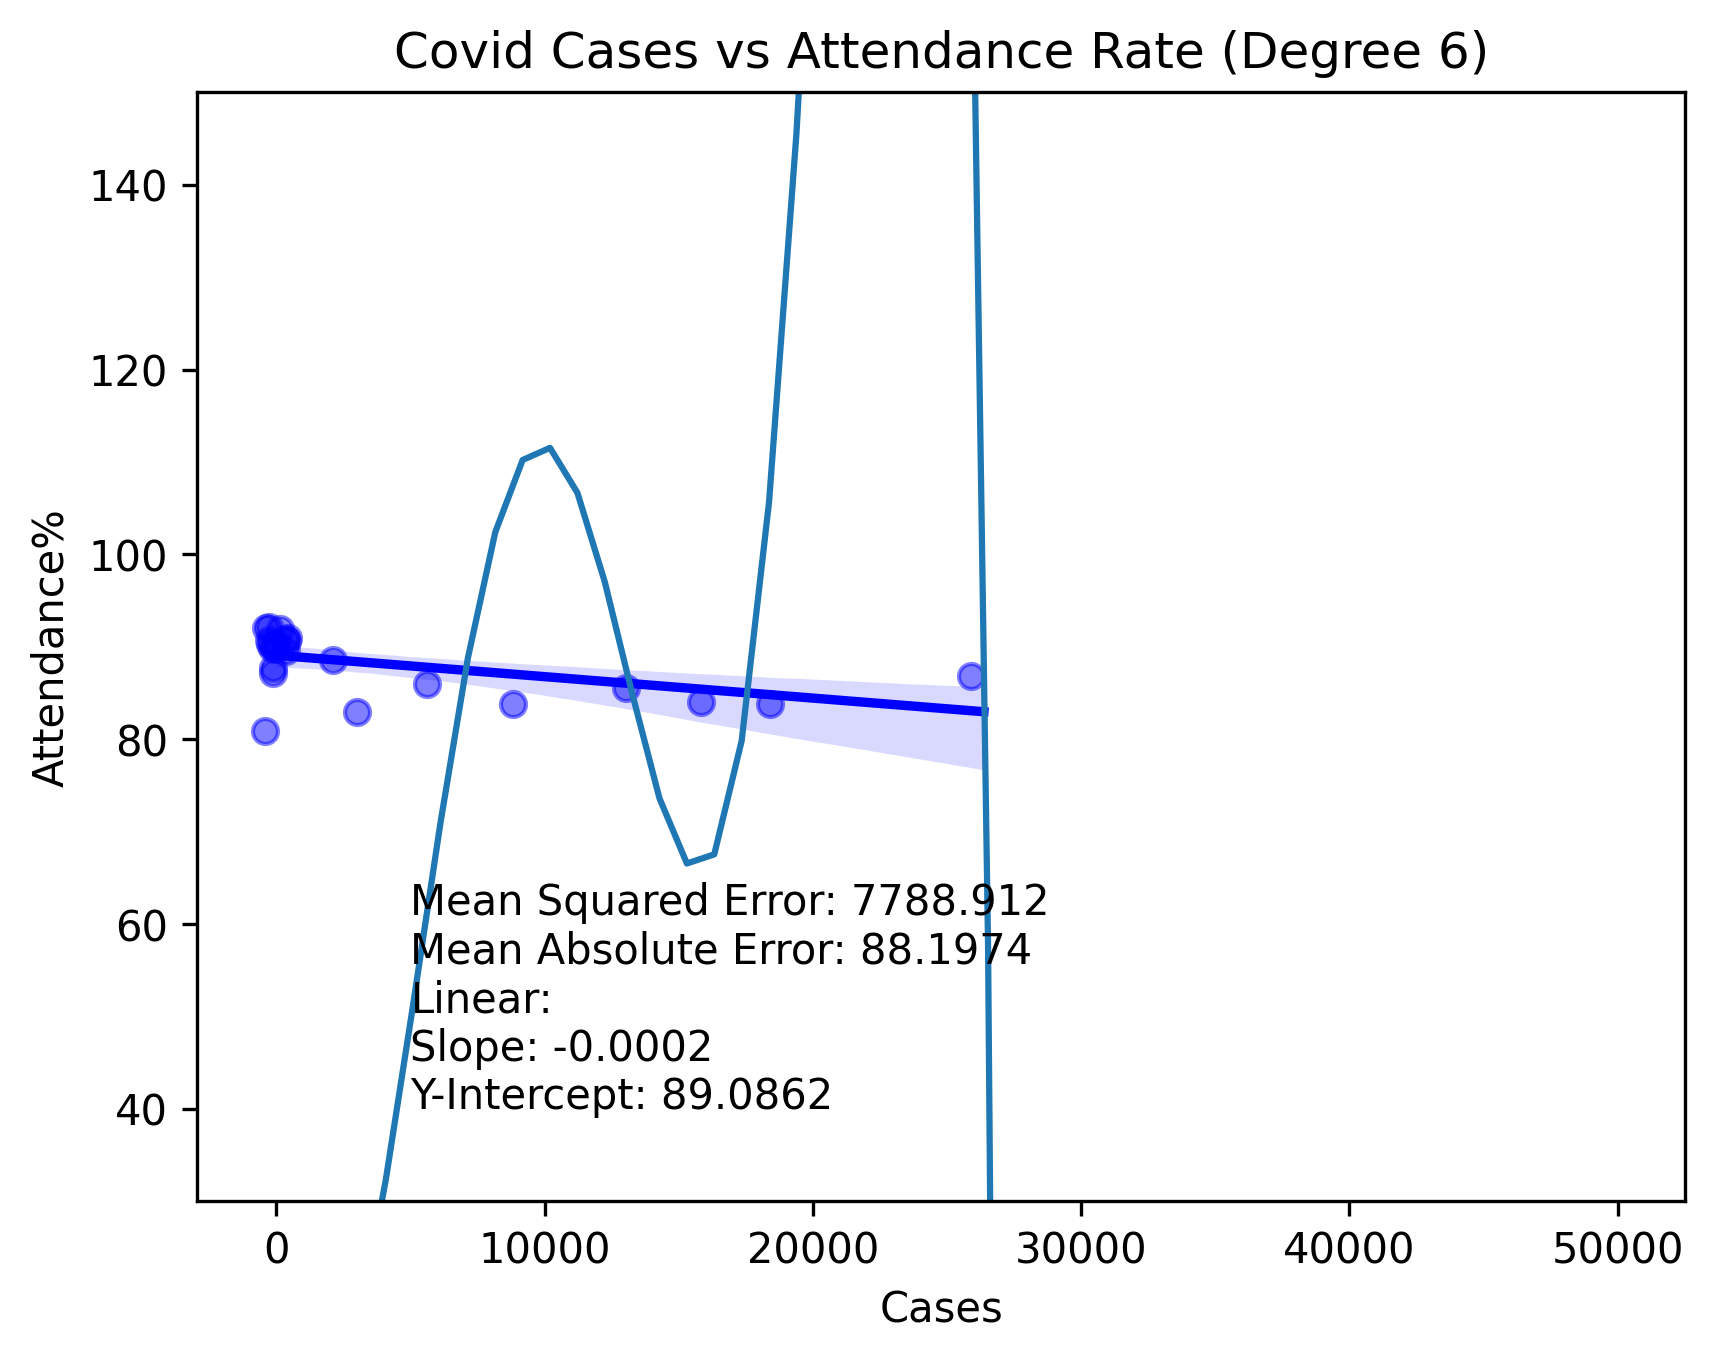 Covid Cases vs Attendance Rate (Degree 6)
140
120
100
80
60
40
Attendance%
Mean Squared Error: 7788.912
Mean Absolute Error: 88.1974
Linear:
Slope: -0.0002
Y-Intercept: 89.0862
0 10000 20000 30000 40000 50000
Cases